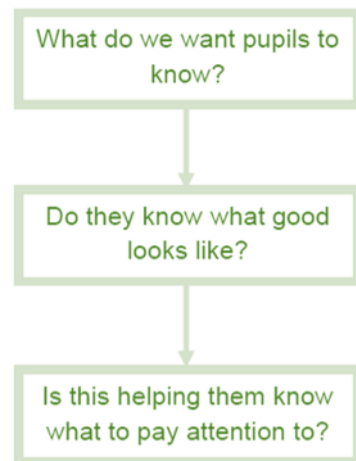 What do we want pupils to
know?
Do they know what good
looks like?
Is this helping them know
what to pay attention to?